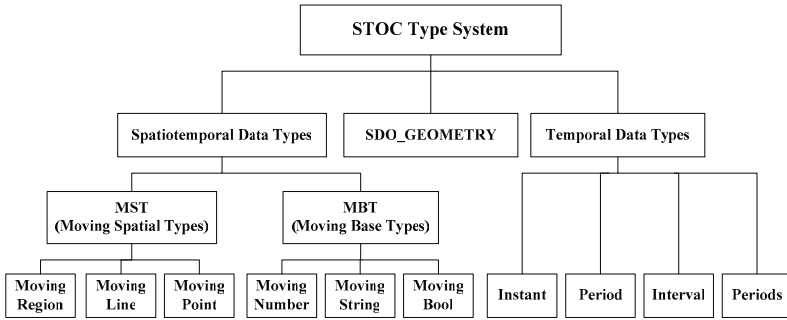 STOC Type System
Spatiotemporal Data Types
SDO_GEOMETRY
Temporal Data Types
MST
(Moving Spatial Types)
MBT
(Moving Base Types)
Moving
Region
Moving
Line
Moving
Point
Moving
Number
Moving
String
Moving
Bool
Instant
Period
Interval
Periods